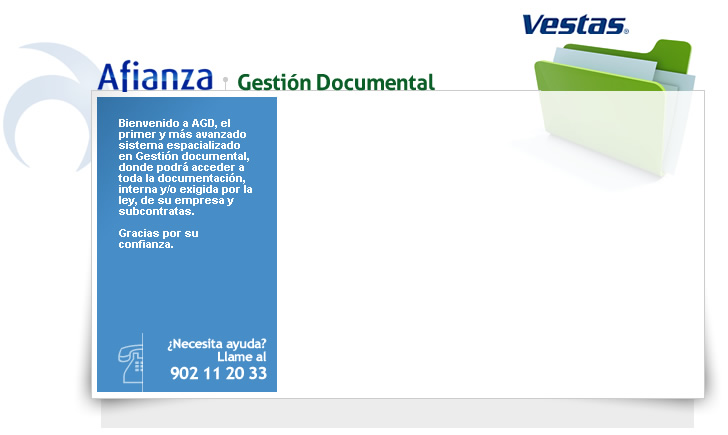 Vestas®
Afianza
Gestión Documental
Bienvenido a AGD, el
primer y más avanzado
sistema espacializado
en Gestión documental,
donde podrá acceder a
toda la documentación,
interna y/o exigida por la
ley, de su empresa y
subcontratas.
Gracias por su
confianza.
¿Necesita ayuda?
Llame al
902 11 20 33